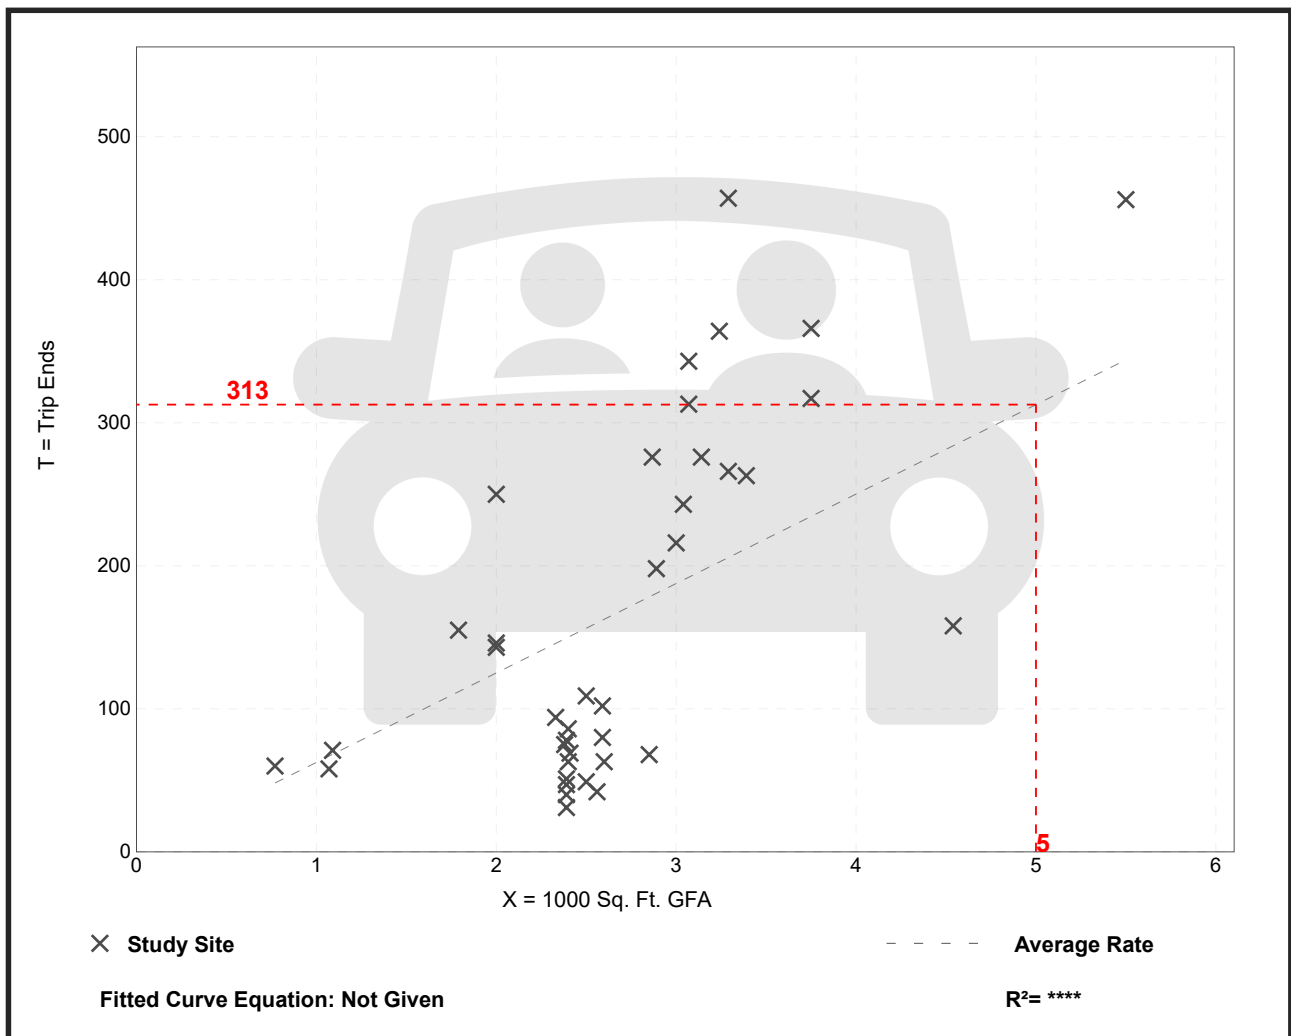 500
400
300
200
100
0
T = Trip Ends
313
5
0 1 2 3 4 5 6
X = 1000 Sq. Ft. GFA
Study Site
Average Rate
Fitted Curve Equation: Not Given
R²= ****